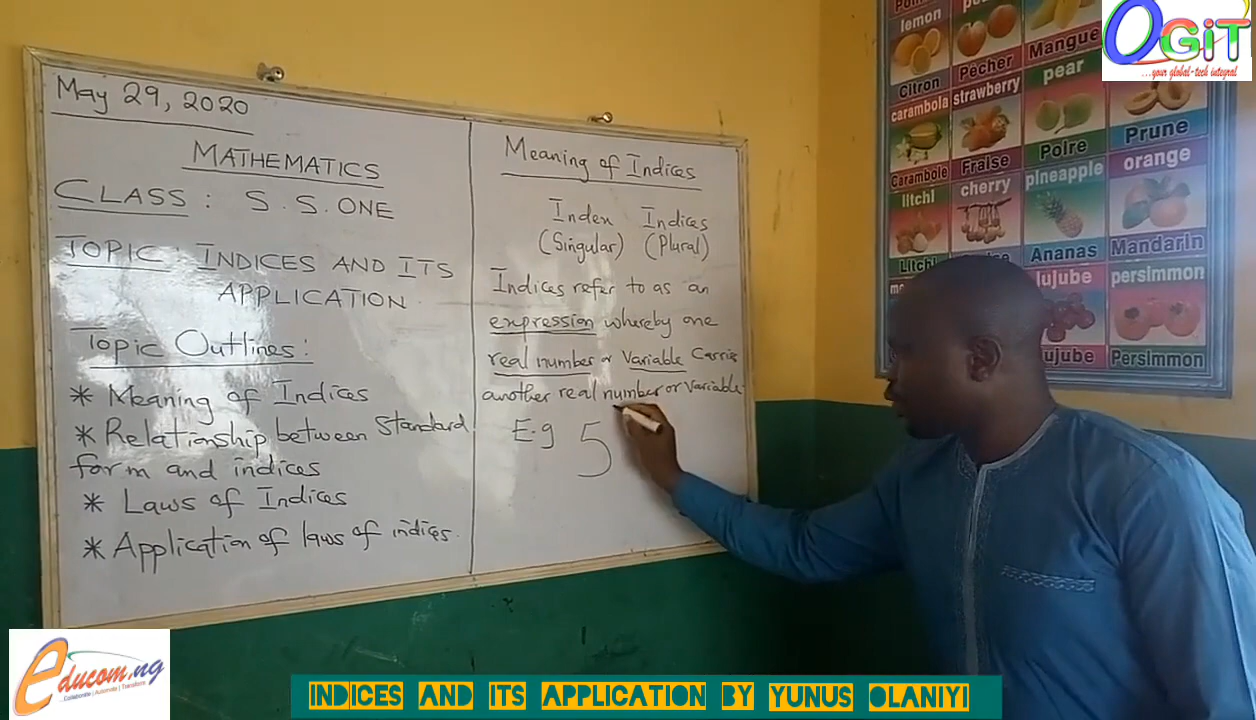 May 29, 2020
MATHEMATICS
CLASS: S.S.ONE
TOPIC: INDICES AND ITS
APPLICATION.
Topic Outlines:
* Meaning of Indices
* Relationship between Standard
form and indices
* Laws of Indices
* Application of laws of indices.
Meaning of Indices
Index Indices
(Singular) (Plural)
Indices refer to as an
expression whereby one
real number or Variable Carries
another real number or Variable
E.g 5
lemon
Citron
Pêcher
Mangue
carambola
strawberry
pear
Carambole
Fraise
Poire
Prune
litchi
cherry
pineapple
orange
Litchi
Ananas
Mandarin
jujube
persimmon
Jujube
Persimmon
OGiT
...your global-tech integral
educom.ng
Collaborate | Automate | Transform
INDICES AND ITS APPLICATION BY YUNUS OLANIYI